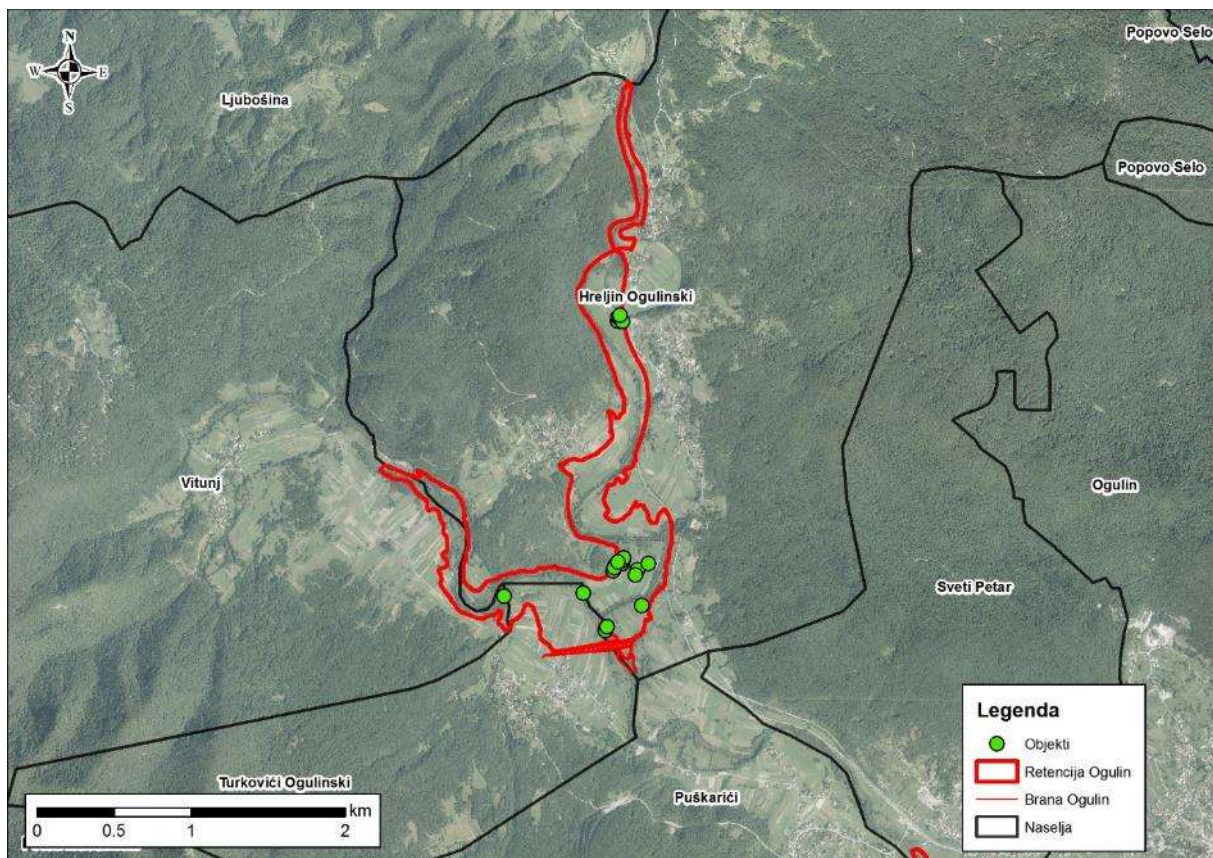 Popovo Selo
N
W E
S
Ljubošina
Popovo Selo
Hreljin Ogulinski
Vitunj
Ogulin
Sveti Petar
Turkovići Ogulinski
Puškarići
km
0 0.5 1 2
Legenda
Objekti
Retencija Ogulin
Brana Ogulin
Naselja